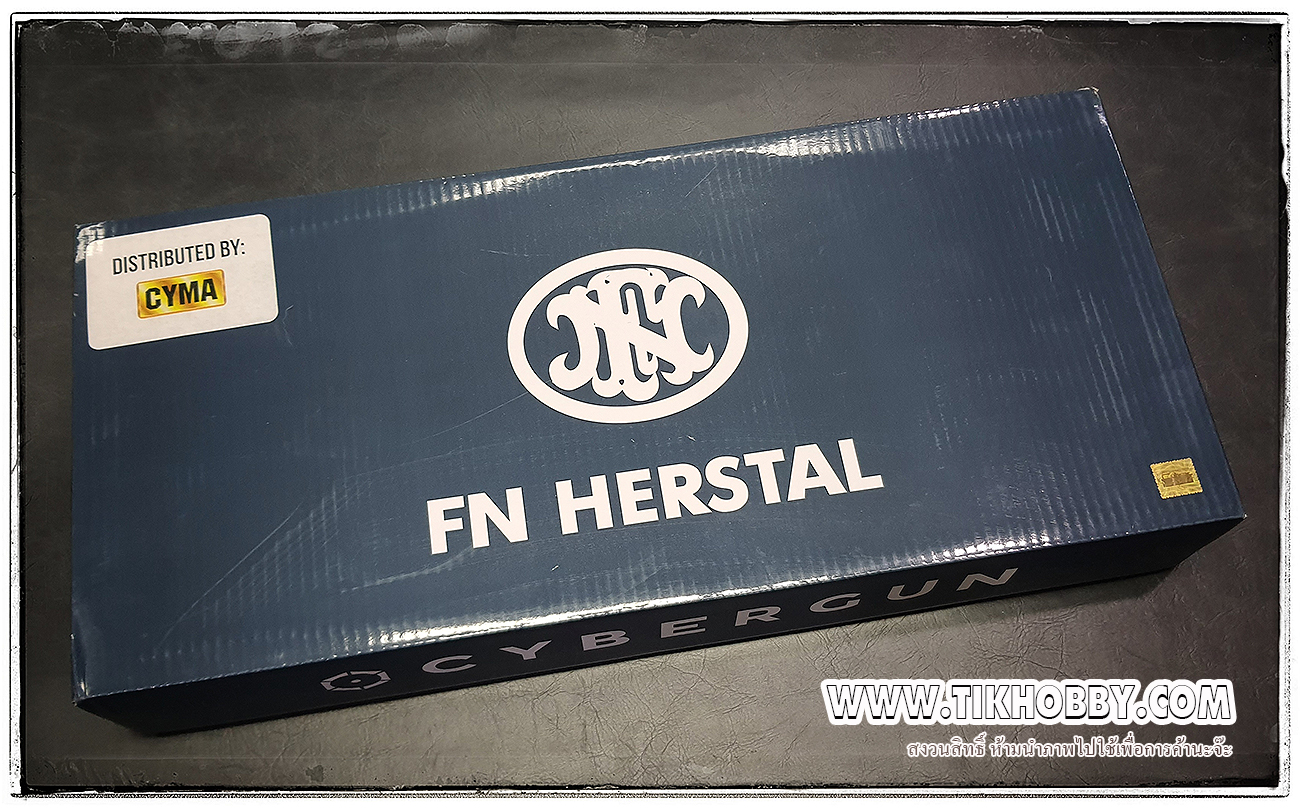 DISTRIBUTED BY:
CYMA
FN
FN HERSTAL
CYBERGUN
WWW.TIKHOBBY.COM
สงวนสิทธิ์ ห้ามนำภาพไปใช้เพื่อการค้านะจ๊ะ